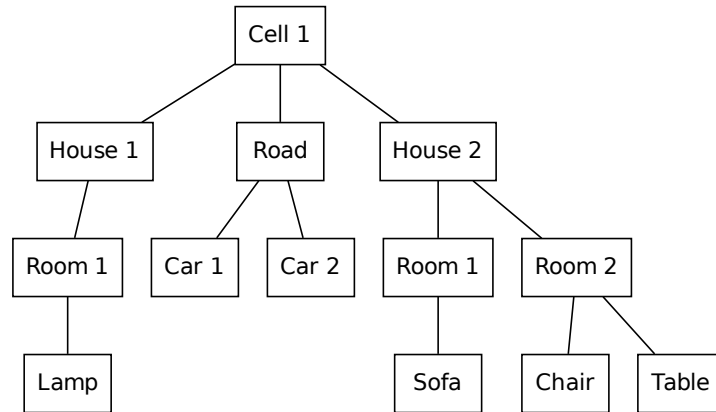 Cell 1
House 1
Road
House 2
Room 1
Car 1
Car 2
Room 1
Room 2
Lamp
Sofa
Chair
Table